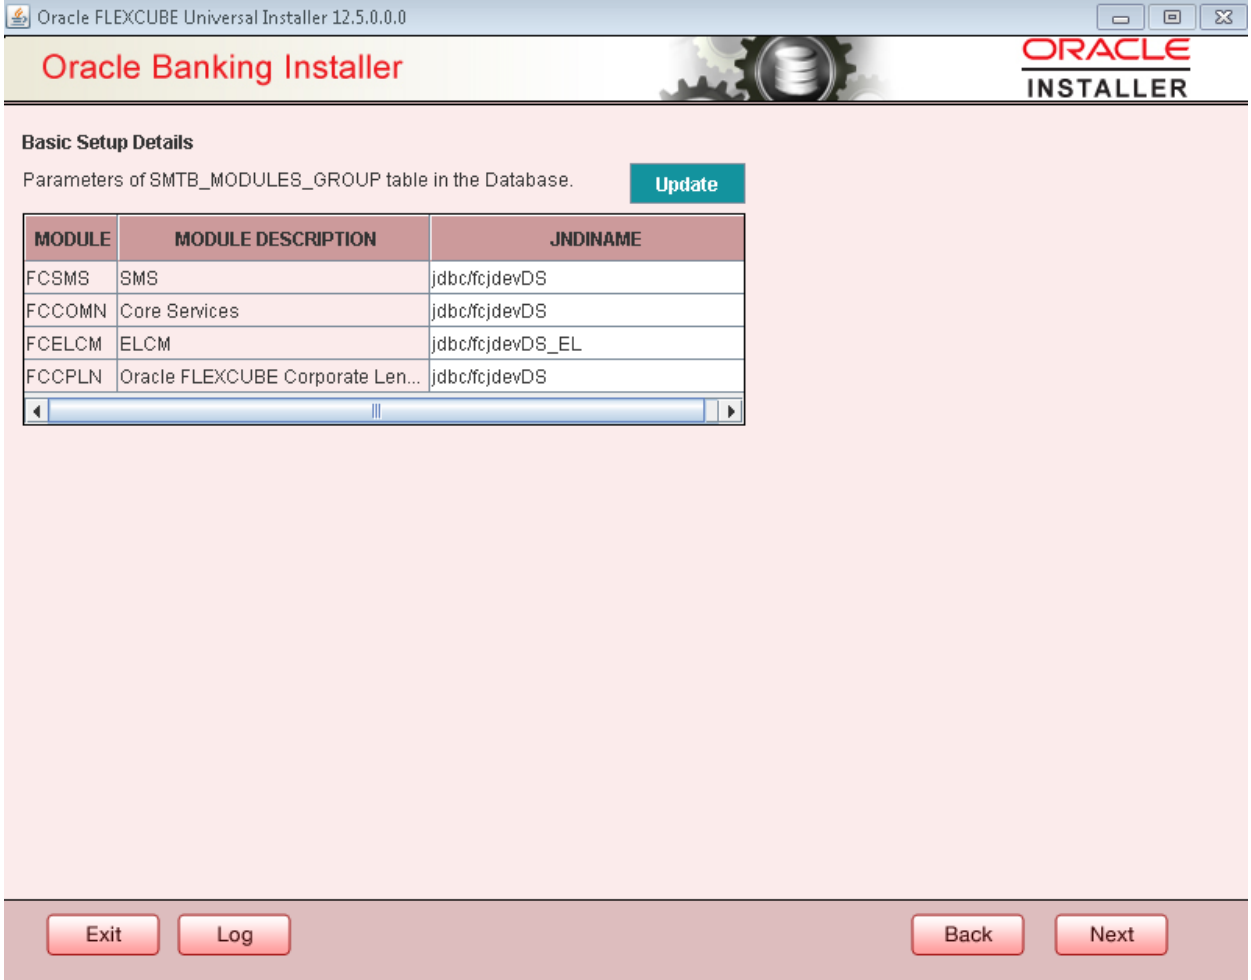 Oracle FLEXCUBE Universal Installer 12.5.0.0.0
Oracle Banking Installer
ORACLE
INSTALLER
Basic Setup Details
Parameters of SMTB_MODULES_GROUP table in the Database.
Update
MODULE MODULE DESCRIPTION JNDINAME
FCSMS SMS jdbc/fcjdevDS
FCCOMN Core Services jdbc/fcjdevDS
FCELCM ELCM jdbc/fcjdevDS_EL
FCCPLN Oracle FLEXCUBE Corporate Len... jdbc/fcjdevDS
Exit Log Back Next